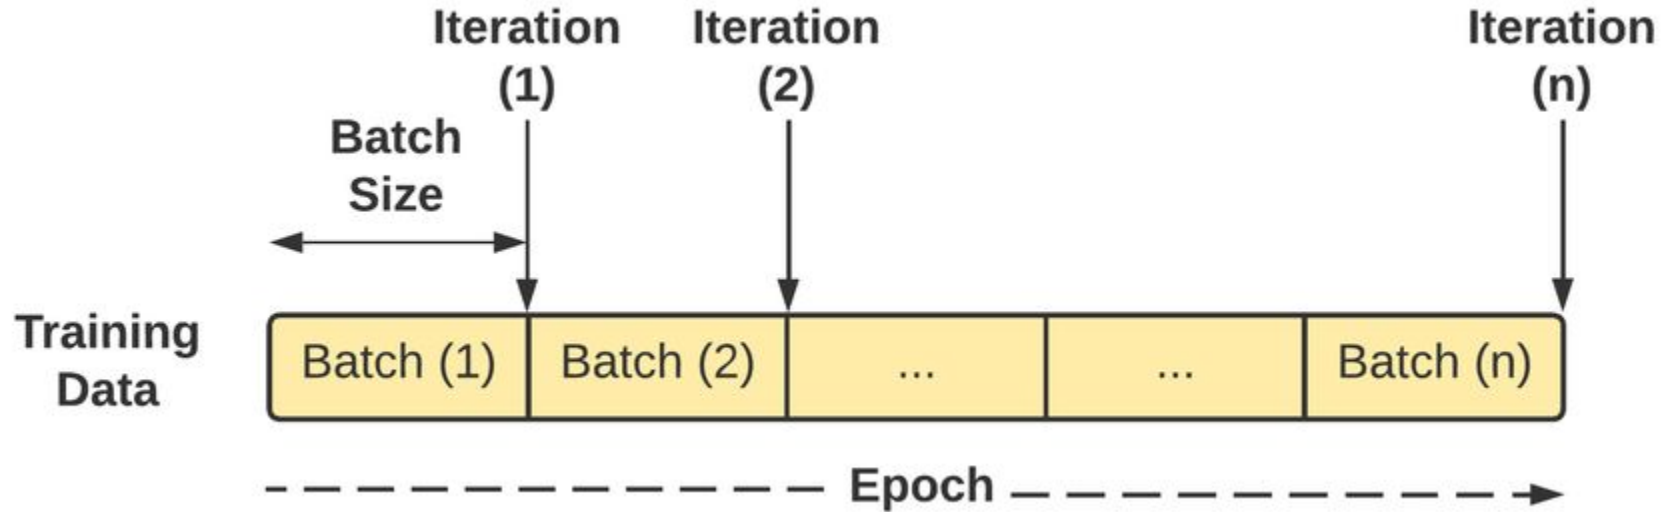 Iteration
(1)
Iteration
(2)
Iteration
(n)
Batch
Size
Training
Data
Batch (1)
Batch (2)
...
...
Batch (n)
Epoch